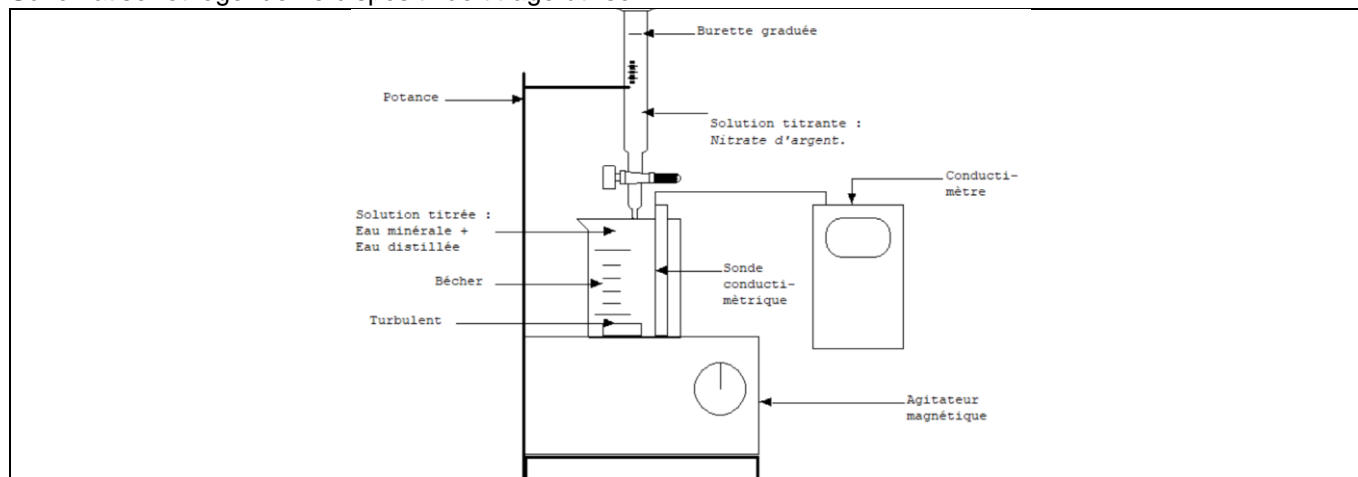 Burette graduée
Potance
Solution titrante :
Nitrate d'argent.
Conducti-
mètre
Solution titrée :
Eau minérale +
Eau distillée
Sonde
conducti-
mètrique
Bécher
Turbulent
Agitateur
magnétique